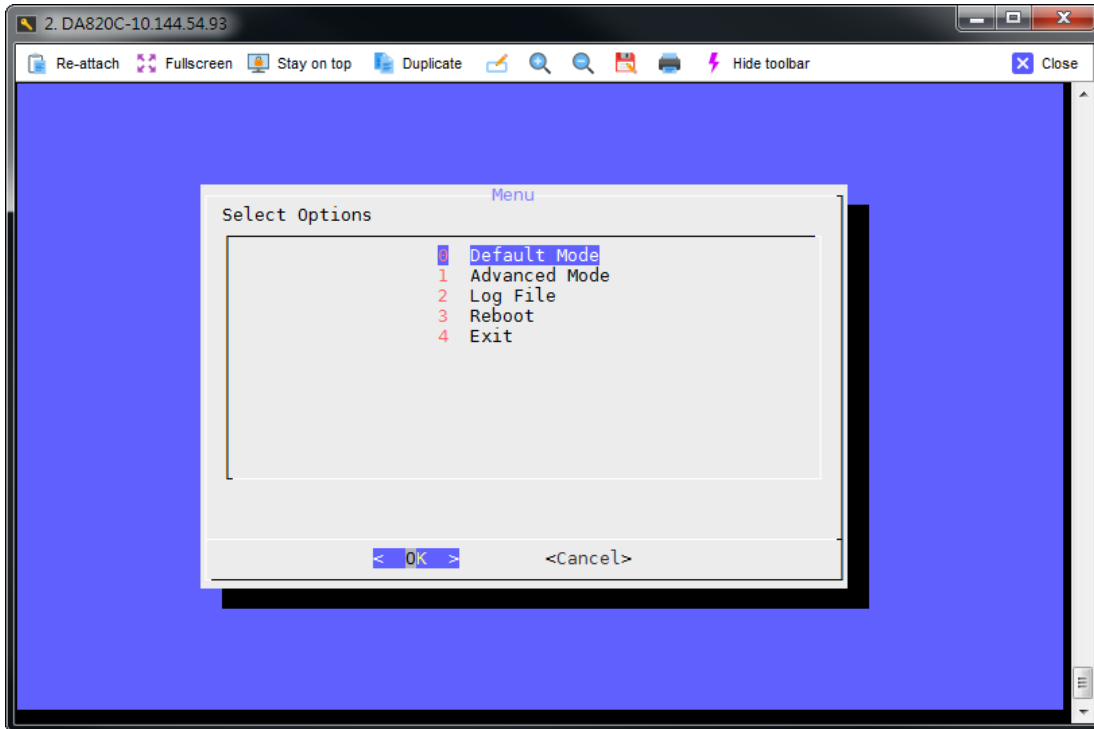 2. DA820C-10.144.54.93
Re-attach Fullscreen Stay on top Duplicate Hide toolbar Close
Menu
Select Options
0 Default Mode
1 Advanced Mode
2 Log File
3 Reboot
4 Exit
< OK > <Cancel>